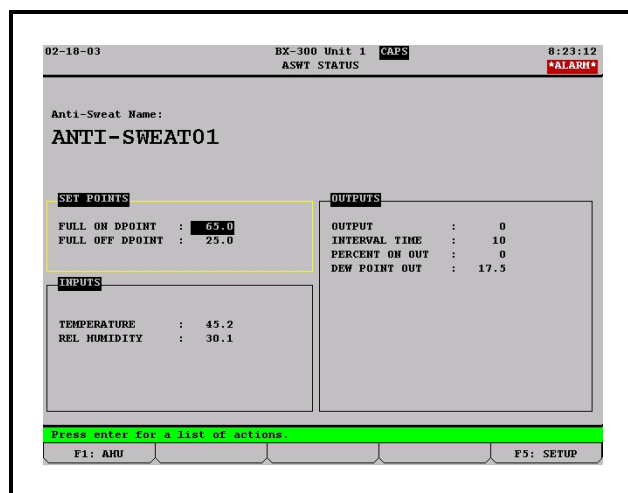 02-18-03 BX-300 Unit 1 CAPS 8:23:12
ASWT STATUS *ALARM*
Anti-Sweat Name:
ANTI-SWEAT01
SET POINTS
FULL ON DPOINT : 65.0
FULL OFF DPOINT : 25.0
INPUTS
TEMPERATURE : 45.2
REL HUMIDITY : 30.1
OUTPUTS
OUTPUT : 0
INTERVAL TIME : 10
PERCENT ON OUT : 0
DEW POINT OUT : 17.5
Press enter for a list of actions.
F1: AHU F5: SETUP